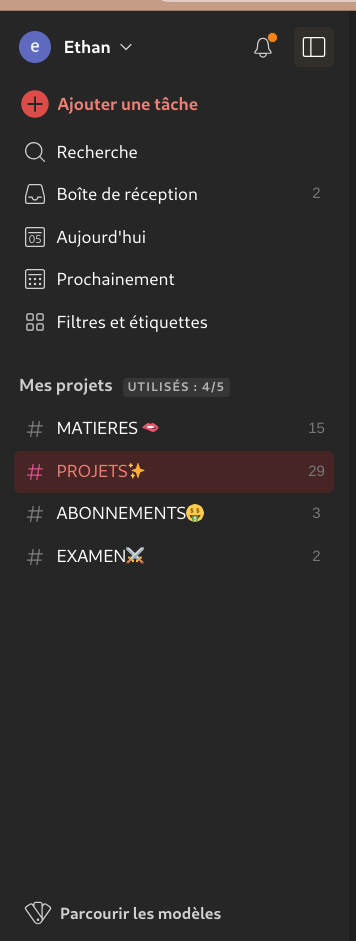 e Ethan
Ajouter une tâche
Recherche
Boîte de réception 2
05 Aujourd'hui
Prochainement
Filtres et étiquettes
Mes projets UTILISÉS : 4/5
# MATIERES 🫦 15
# PROJETS✨ 29
# ABONNEMENTS🤑 3
# EXAMEN⚔️ 2
Parcourir les modèles